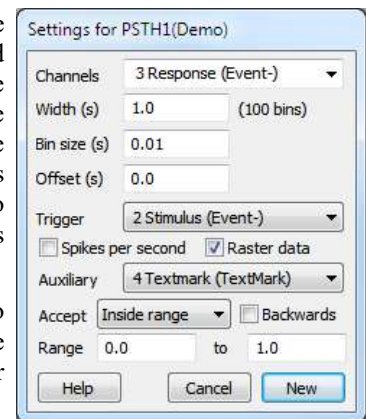 Settings for PSTH1(Demo)
Channels 3 Response (Event-)
Width (s) 1.0 (100 bins)
Bin size (s) 0.01
Offset (s) 0.0
Trigger 2 Stimulus (Event-)
Spikes per second Raster data
Auxiliary 4 Textmark (TextMark)
Accept Inside range Backwards
Range 0.0 to 1.0
Help Cancel New